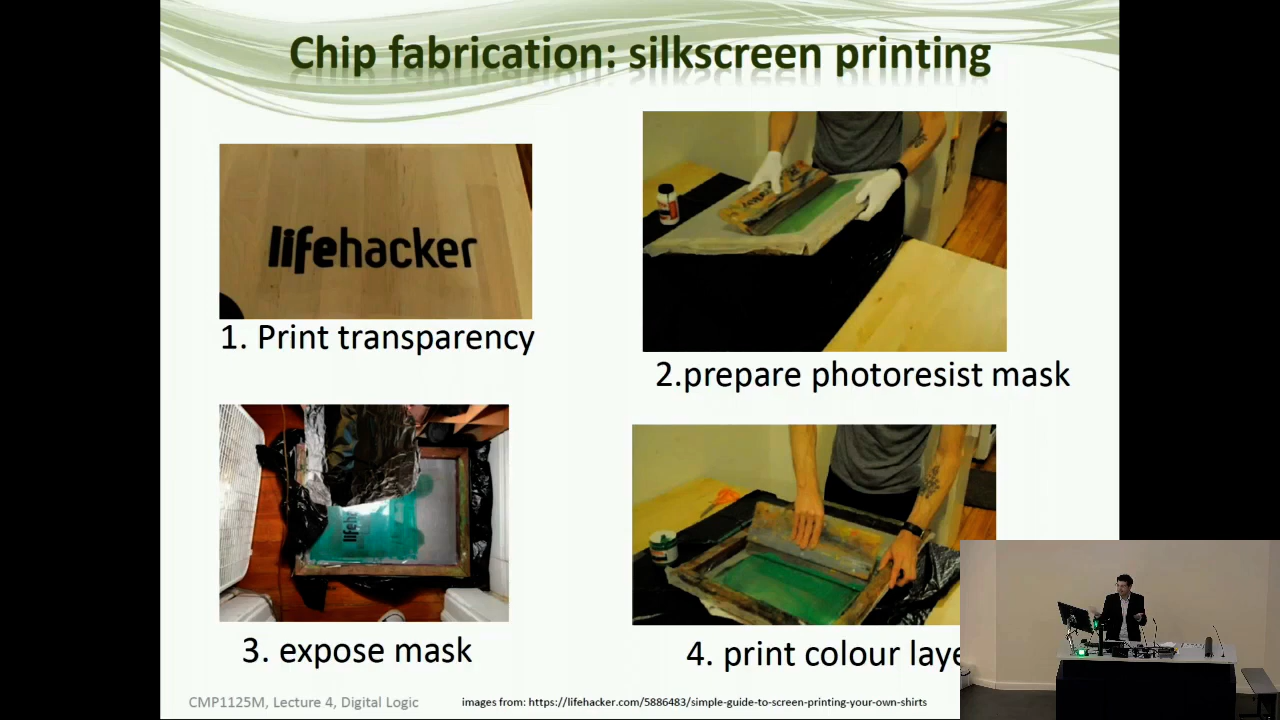 Chip fabrication: silkscreen printing
lifehacker
1. Print transparency
2.prepare photoresist mask
lifehacker
3. expose mask
4. print colour laye
CMP1125M, Lecture 4, Digital Logic
images from: https://lifehacker.com/5886483/simple-guide-to-screen-printing-your-own-shirts